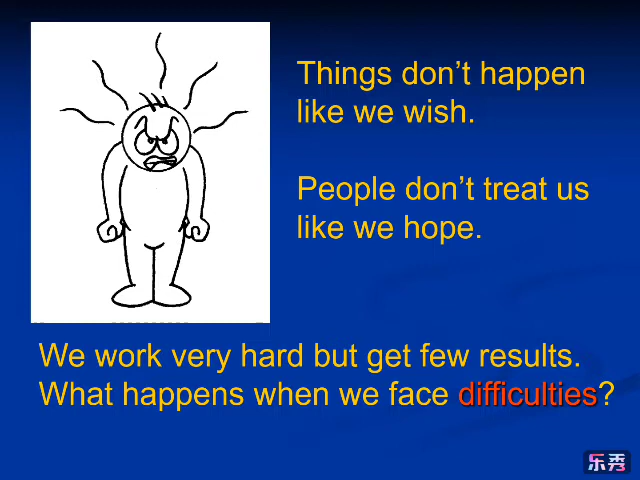 Things don't happen
like we wish.
People don't treat us
like we hope.
We work very hard but get few results.
What happens when we face difficulties?
乐秀